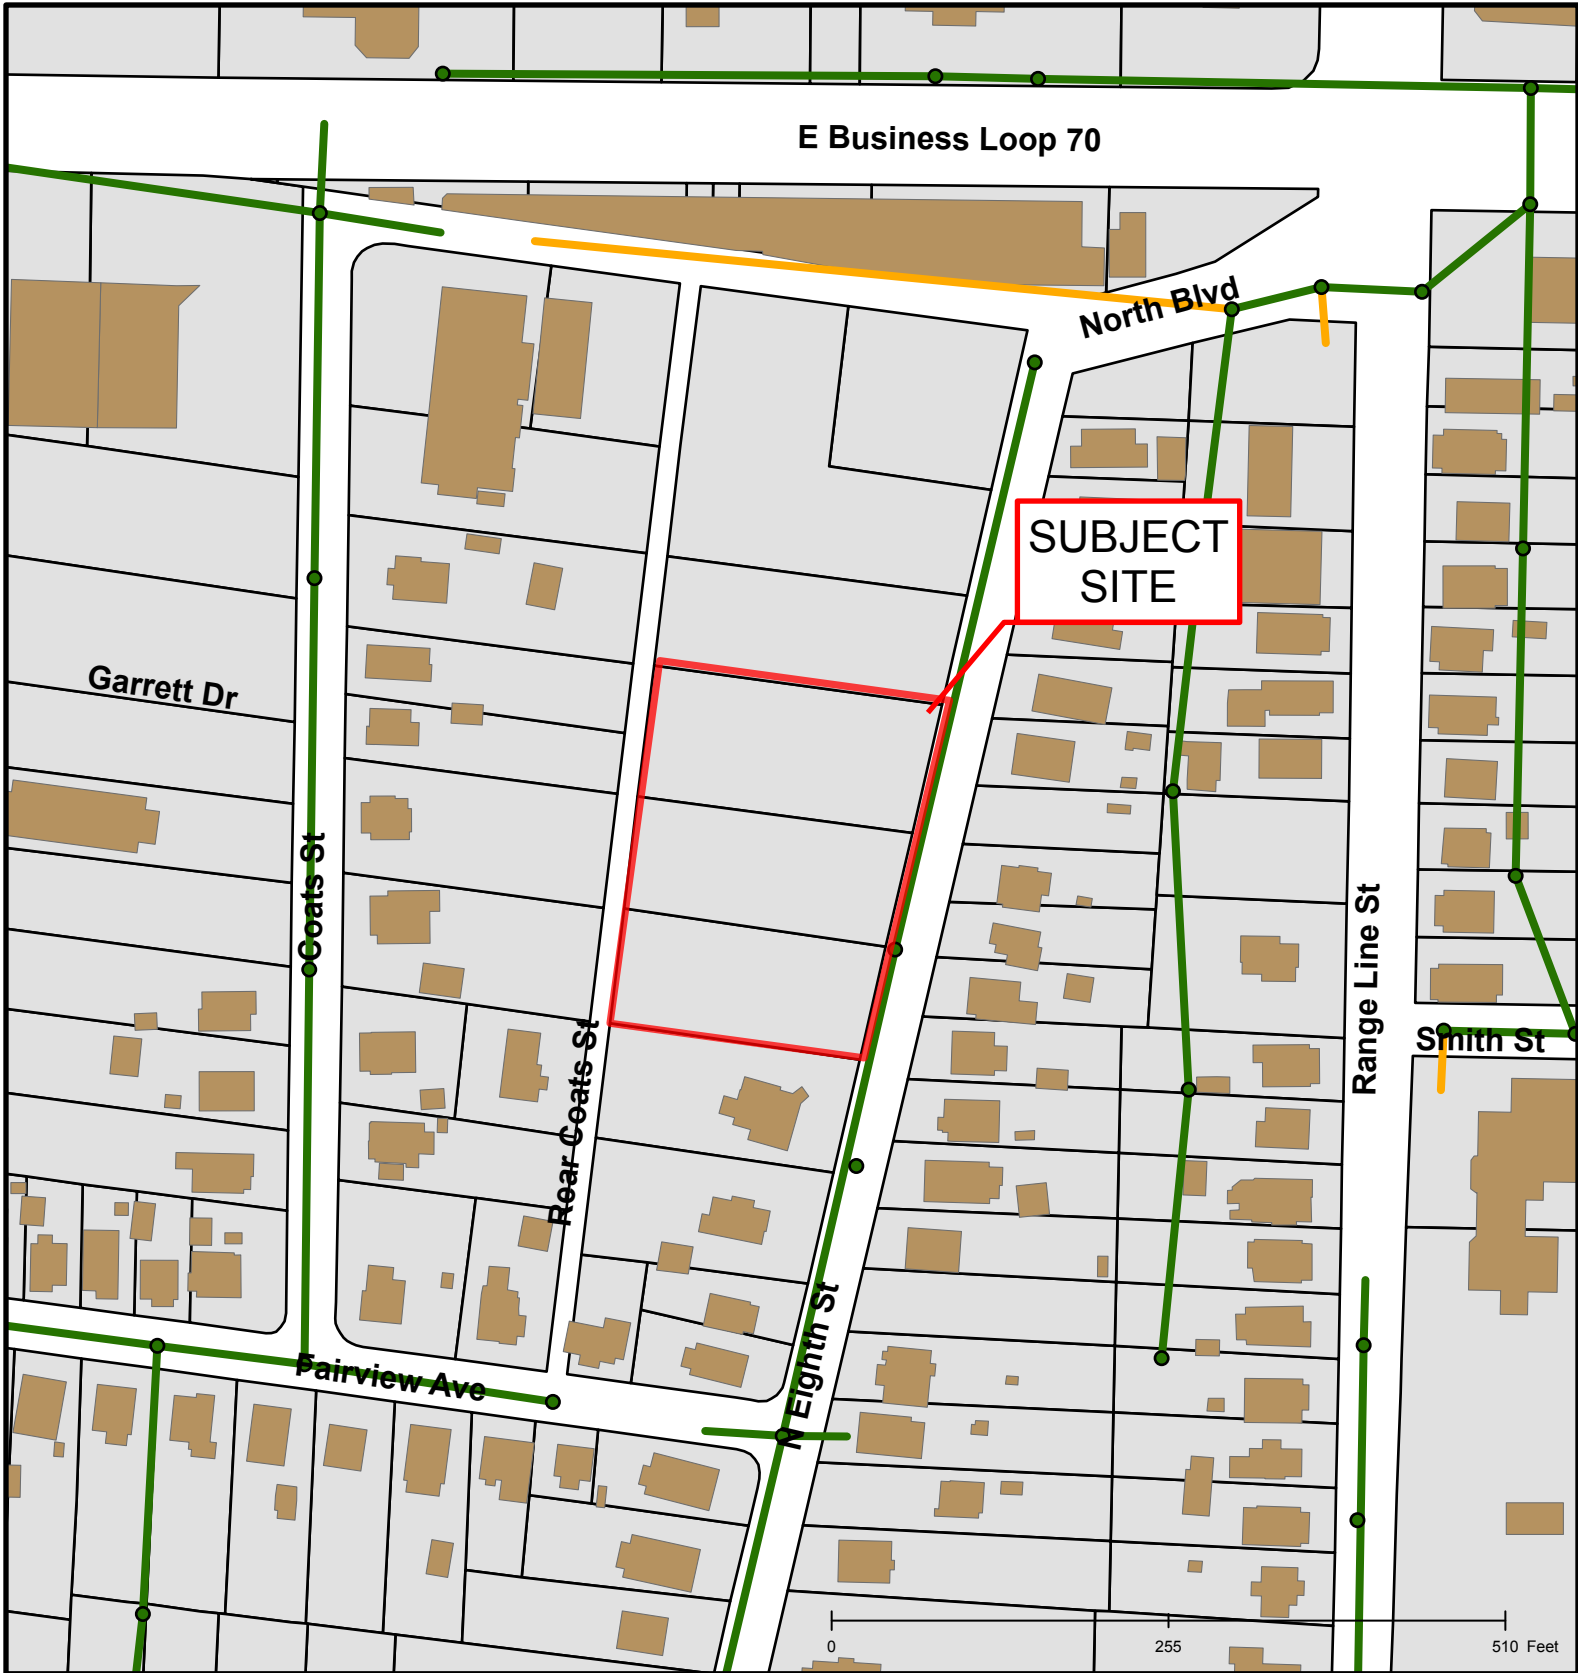 E Business Loop 70
North Blvd
SUBJECT
SITE
Garrett Dr
Coats St
Range Line St
Smith St
Rear Coats St
N Eighth St
Fairview Ave
0 255 510 Feet